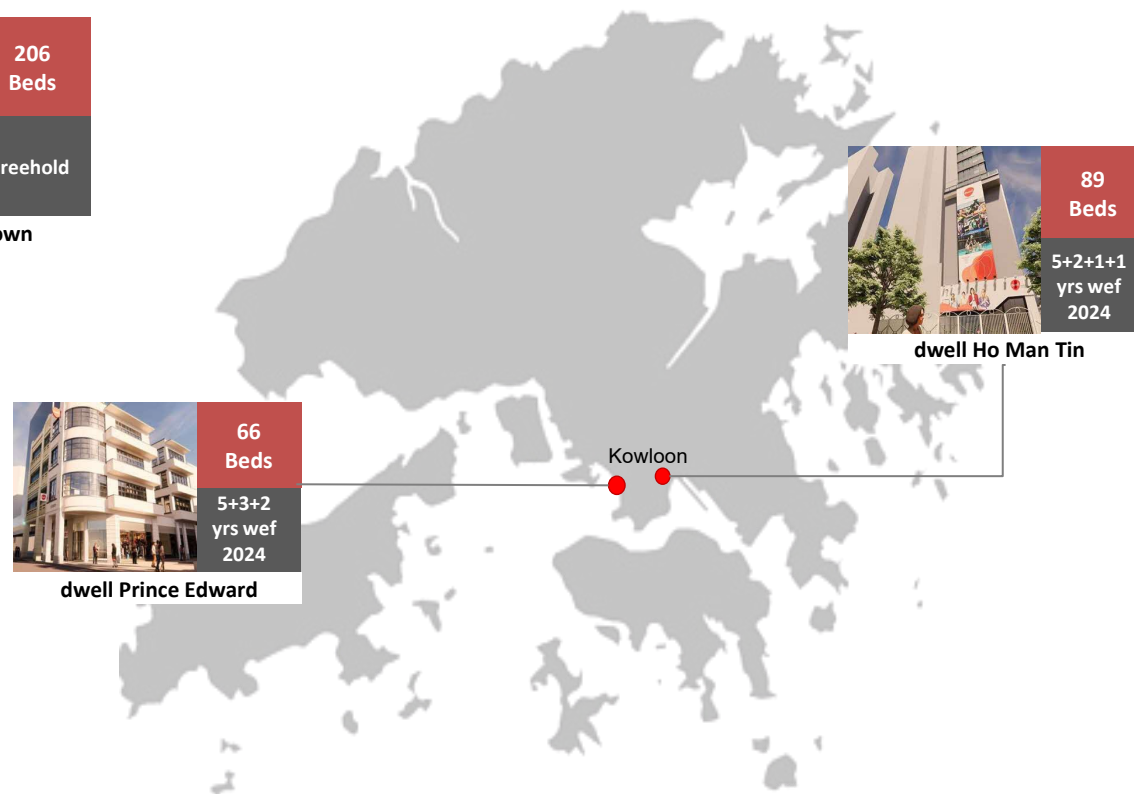 206
Beds
reehold
own
89
Beds
5+2+1+1
yrs wef
2024
dwell Ho Man Tin
66
Beds
5+3+2
yrs wef
2024
dwell Prince Edward
Kowloon